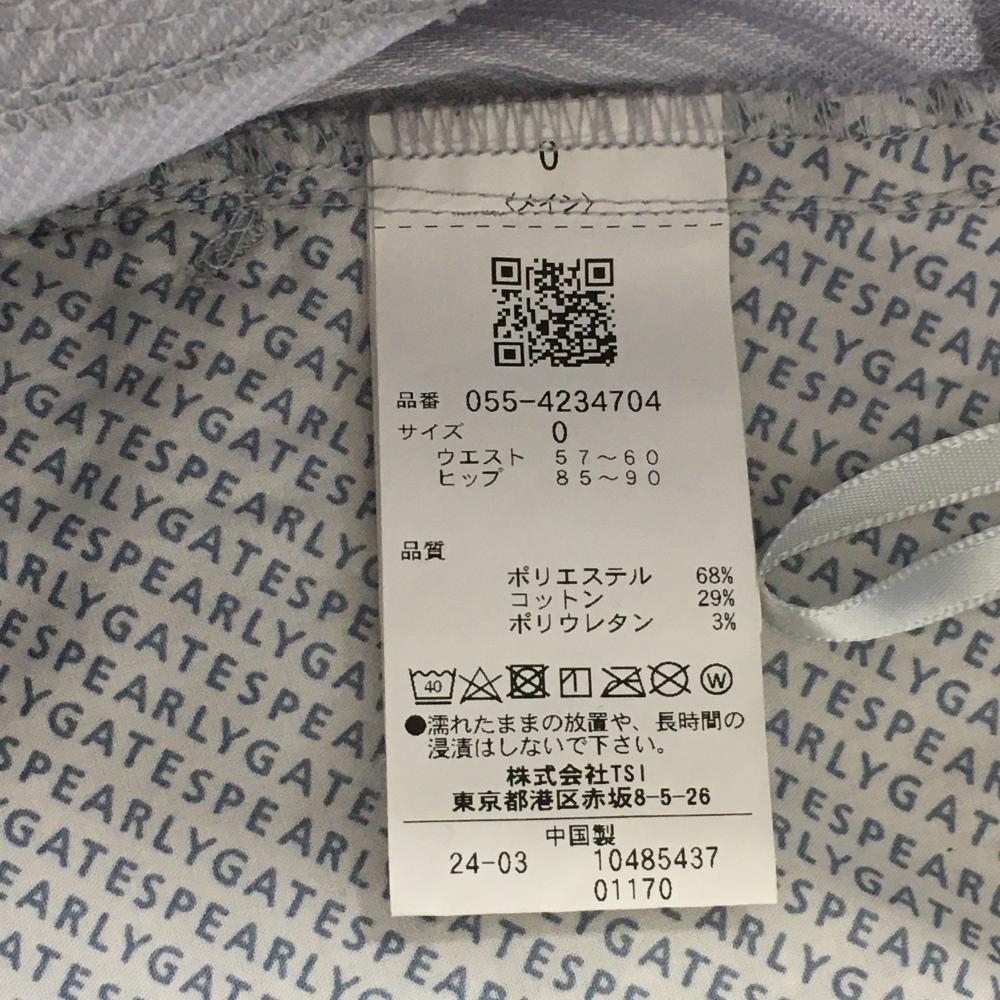 0
〈メイン〉
品番 055-4234704
サイズ 0
ウエスト 57～60
ヒップ 85～90
品質
ポリエステル 68%
コットン 29%
ポリウレタン 3%
40 W
●濡れたままの放置や、長時間の
浸漬はしないで下さい。
株式会社TSI
東京都港区赤坂8-5-26
中国製
24-03 10485437
01170
PEARLYGATES